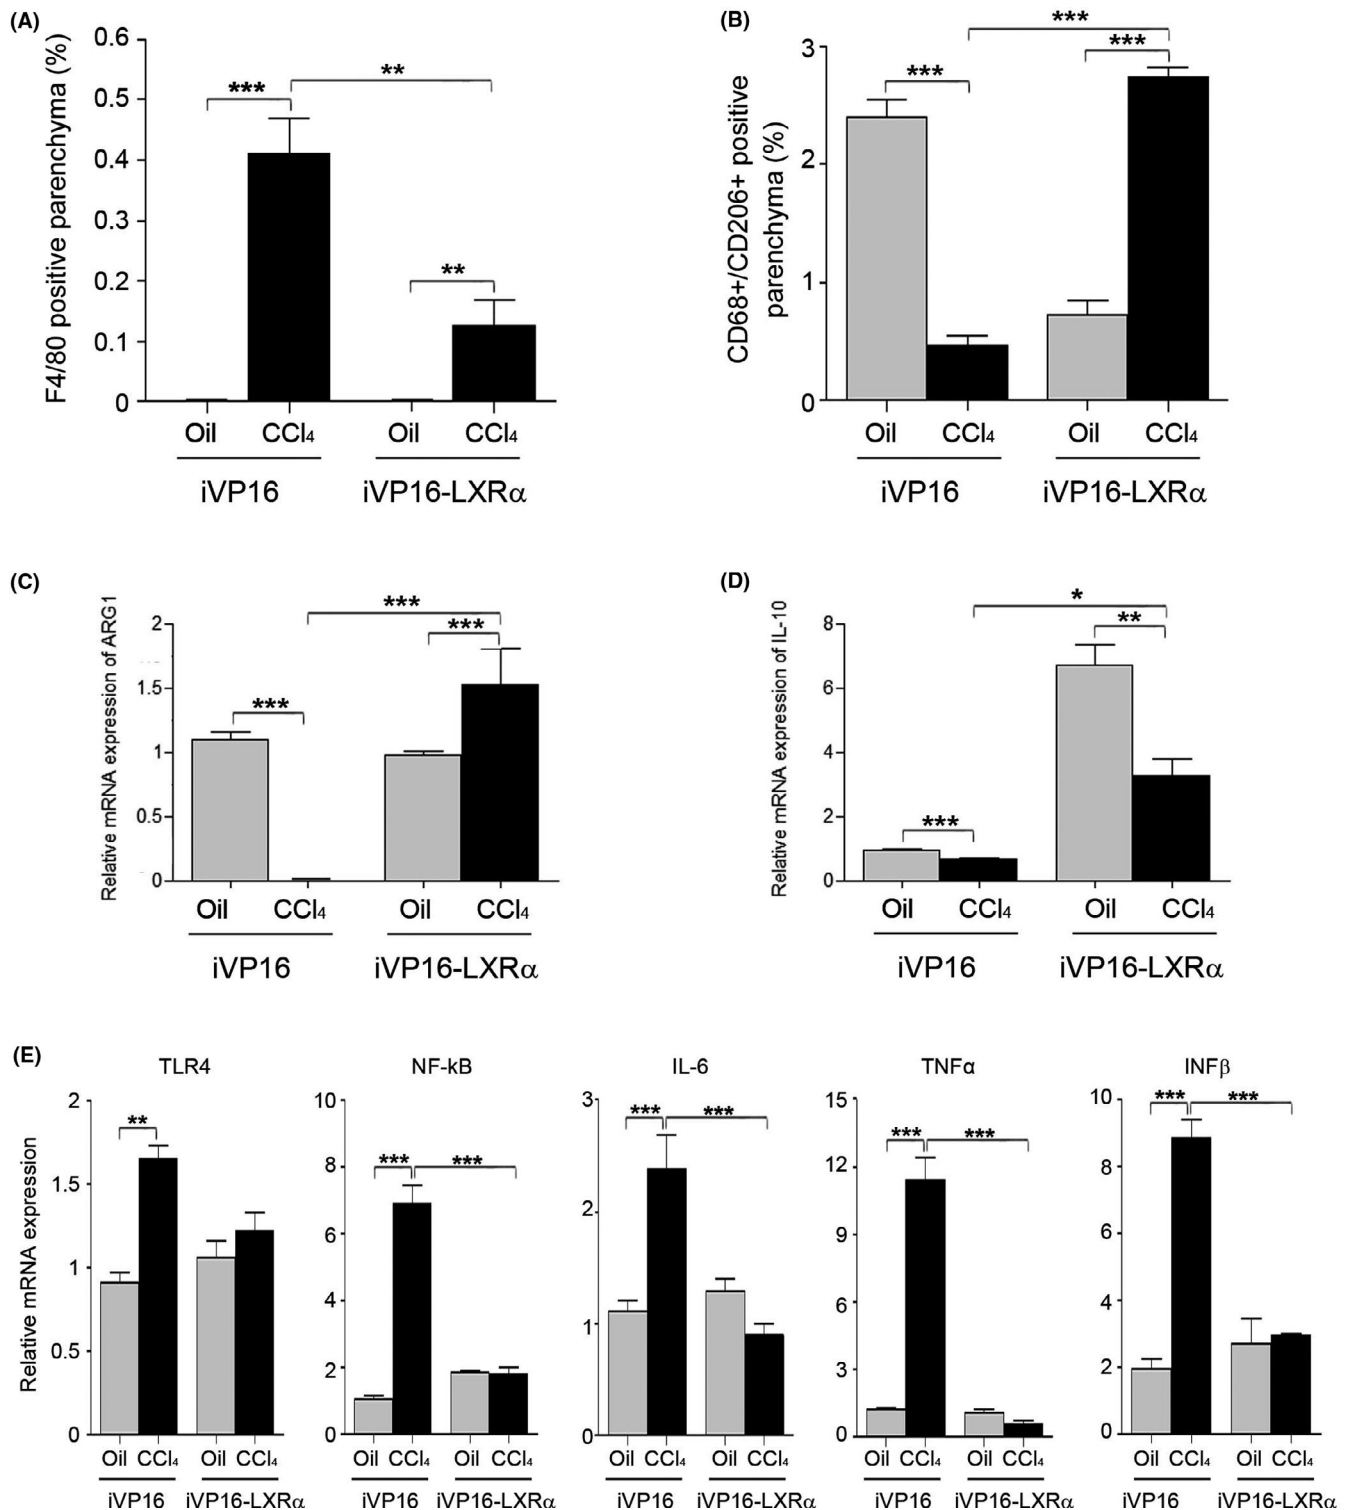 (A)
F4/80 positive parenchyma (%)
0.6
0.5
0.4
0.3
0.2
0.1
0
***
**
**
Oil CCl₄ Oil CCl₄
iVP16 iVP16-LXRα
(B)
CD68+/CD206+ positive
parenchyma (%)
3
2
1
0
***
***
***
Oil CCl₄ Oil CCl₄
iVP16 iVP16-LXRα
(C)
Relative mRNA expression of ARG1
2
1.5
1
0.5
0
***
***
***
Oil CCl₄ Oil CCl₄
iVP16 iVP16-LXRα
(D)
Relative mRNA expression of IL-10
8
6
4
2
0
*
**
***
Oil CCl₄ Oil CCl₄
iVP16 iVP16-LXRα
(E)
Relative mRNA expression
TLR4
2
1.5
1
0.5
0
**
Oil CCl₄ Oil CCl₄
iVP16 iVP16-LXRα
NF-kB
10
8
6
4
2
0
*** ***
Oil CCl₄ Oil CCl₄
iVP16 iVP16-LXRα
IL-6
3
2
1
0
*** ***
Oil CCl₄ Oil CCl₄
iVP16 iVP16-LXRα
TNFα
15
12
9
6
3
0
*** ***
Oil CCl₄ Oil CCl₄
iVP16 iVP16-LXRα
INFβ
10
8
6
4
2
0
*** ***
Oil CCl₄ Oil CCl₄
iVP16 iVP16-LXRα